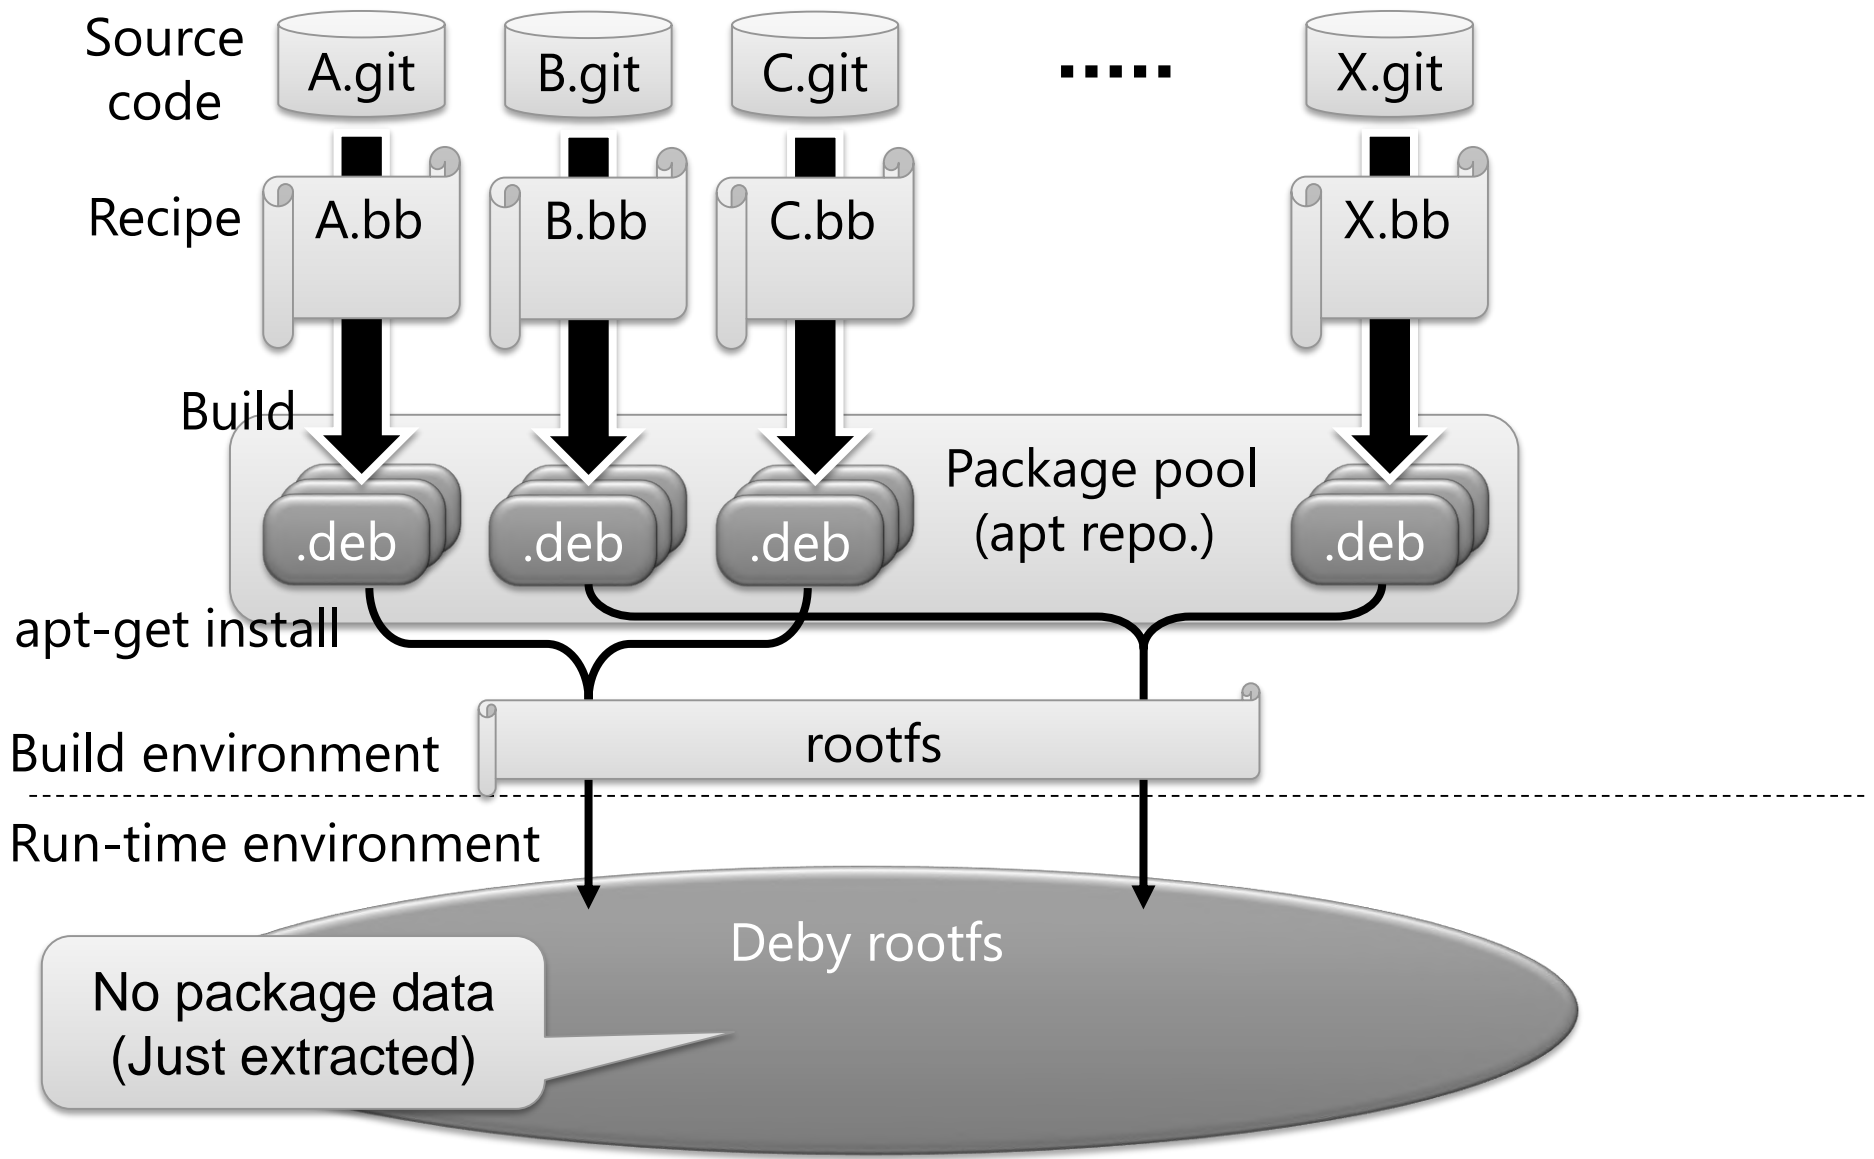 Source
code
A.git
B.git
C.git
.....
X.git
Recipe
A.bb
B.bb
C.bb
X.bb
Build
Package pool
(apt repo.)
.deb
.deb
.deb
.deb
apt-get install
rootfs
Build environment
Run-time environment
Deby rootfs
No package data
(Just extracted)